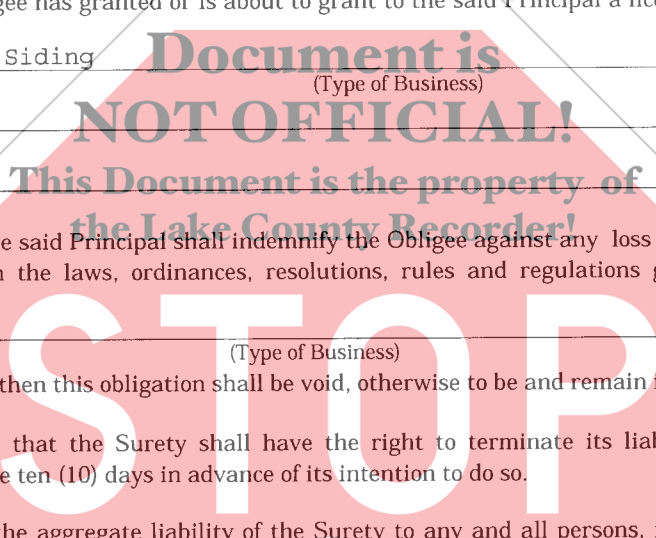 gee has granted or is about to grant to the said Principal a lice
Siding
Document is
(Type of Business)
NOT OFFICIAL!
This Document is the property of
the Lake County Recorder!
e said Principal shall indemnify the Obligee against any loss
the laws, ordinances, resolutions, rules and regulations g
STOP
(Type of Business)
then this obligation shall be void, otherwise to be and remain
that the Surety shall have the right to terminate its liab
e ten (10) days in advance of its intention to do so.
the aggregate liability of the Surety to any and all persons,